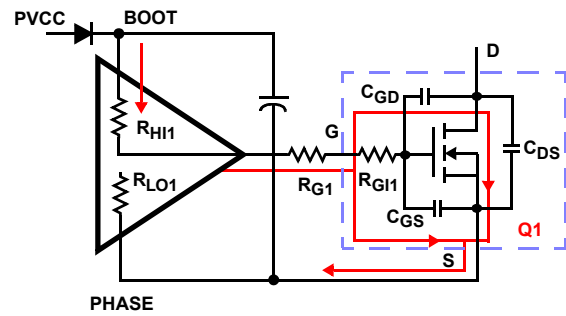 PVCC
BOOT
D
CGD
G
RHI1
CDS
RLO1
RG1
RGI1
CGS
Q1
S
PHASE